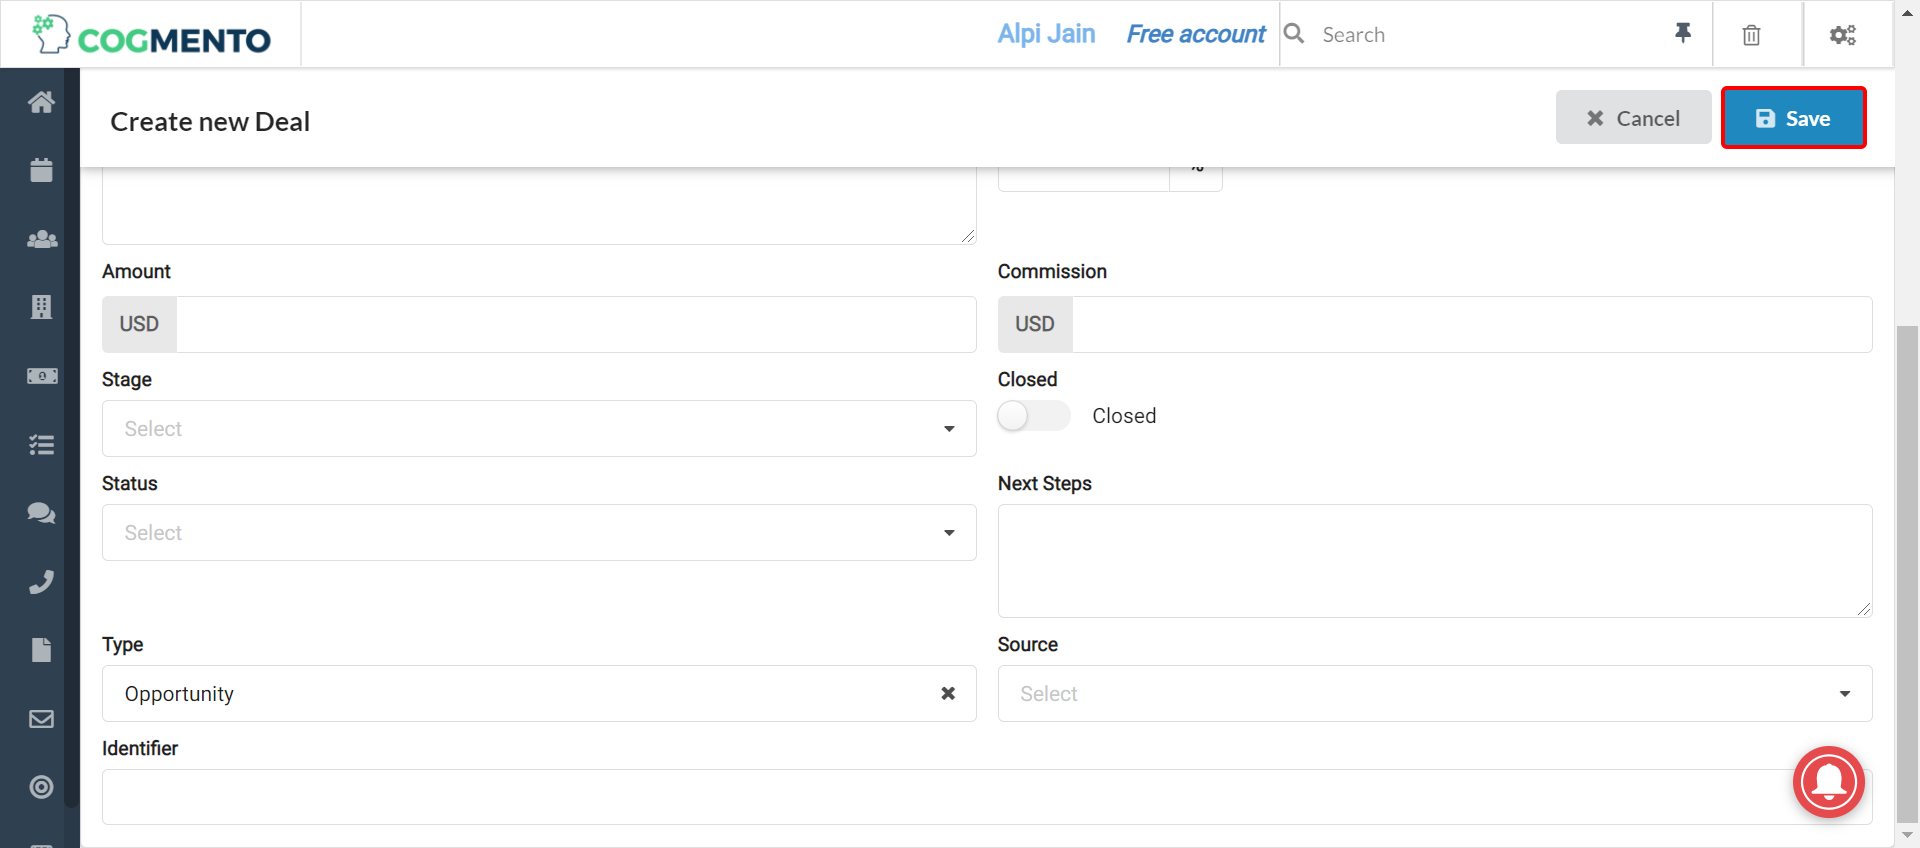 COGMENTO
Alpi Jain
Free account
Search
Create new Deal
Cancel
Save
%
Amount
Commission
USD
USD
Stage
Closed
Select
Closed
Status
Next Steps
Select
Type
Source
Opportunity
Select
Identifier